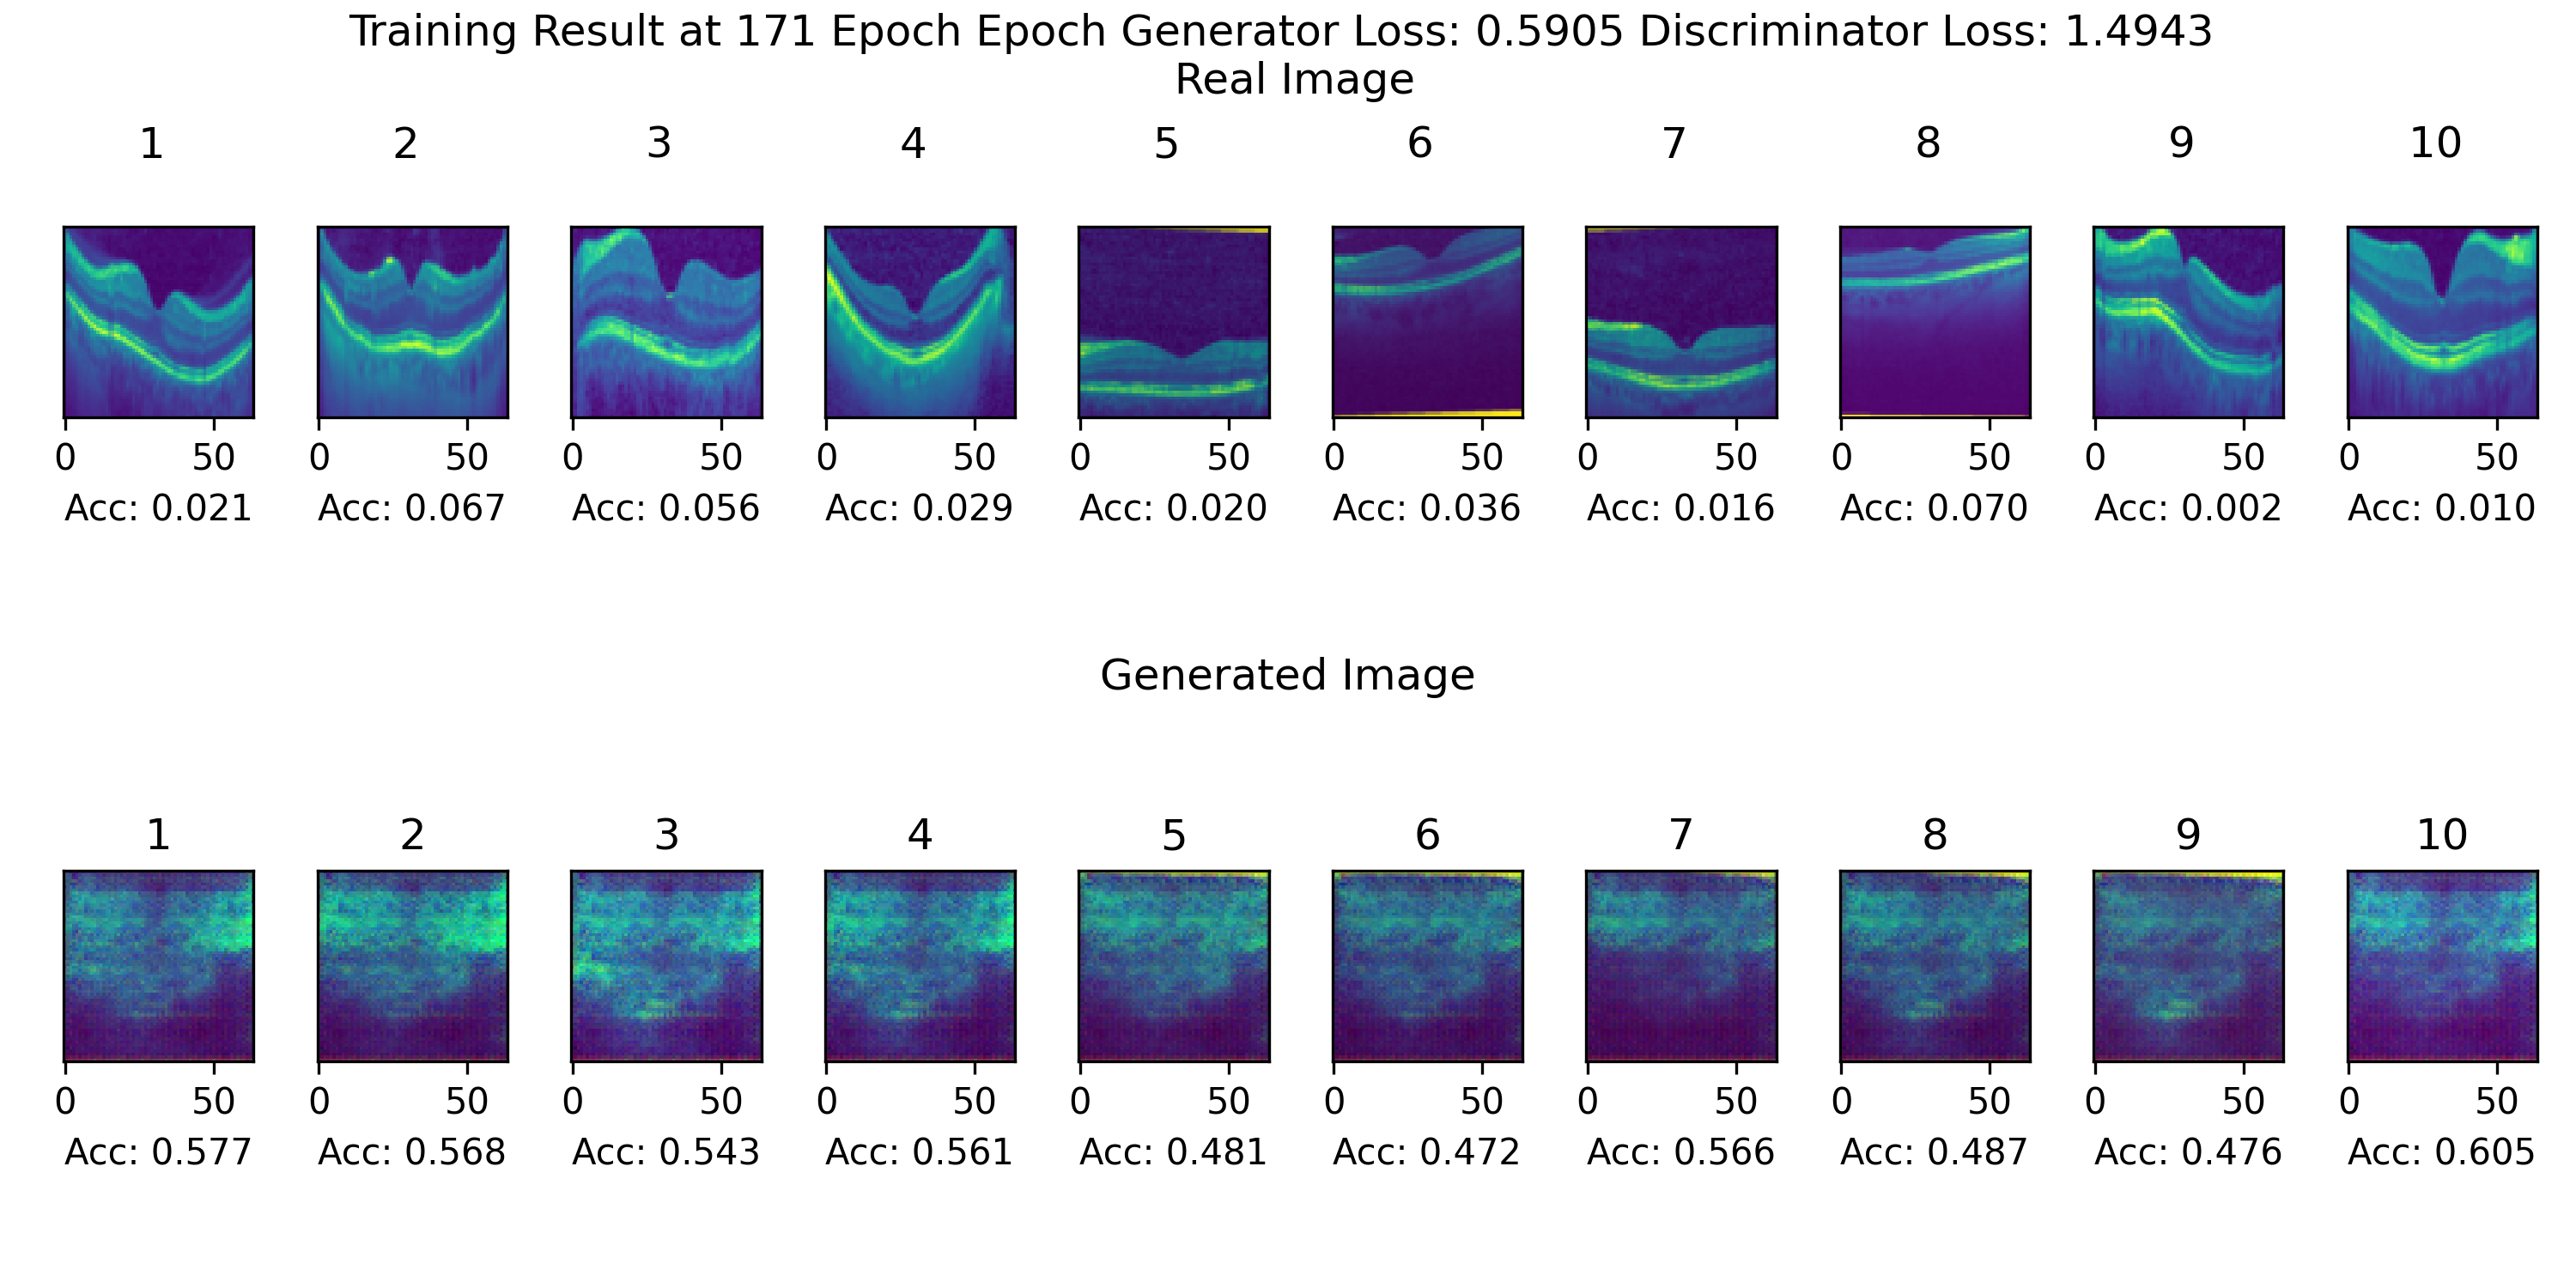 Training Result at 171 Epoch Epoch Generator Loss: 0.5905 Discriminator Loss: 1.4943
Real Image
1 2 3 4 5 6 7 8 9 10
0 50 0 50 0 50 0 50 0 50 0 50 0 50 0 50 0 50 0 50
Acc: 0.021 Acc: 0.067 Acc: 0.056 Acc: 0.029 Acc: 0.020 Acc: 0.036 Acc: 0.016 Acc: 0.070 Acc: 0.002 Acc: 0.010
Generated Image
1 2 3 4 5 6 7 8 9 10
0 50 0 50 0 50 0 50 0 50 0 50 0 50 0 50 0 50 0 50
Acc: 0.577 Acc: 0.568 Acc: 0.543 Acc: 0.561 Acc: 0.481 Acc: 0.472 Acc: 0.566 Acc: 0.487 Acc: 0.476 Acc: 0.605